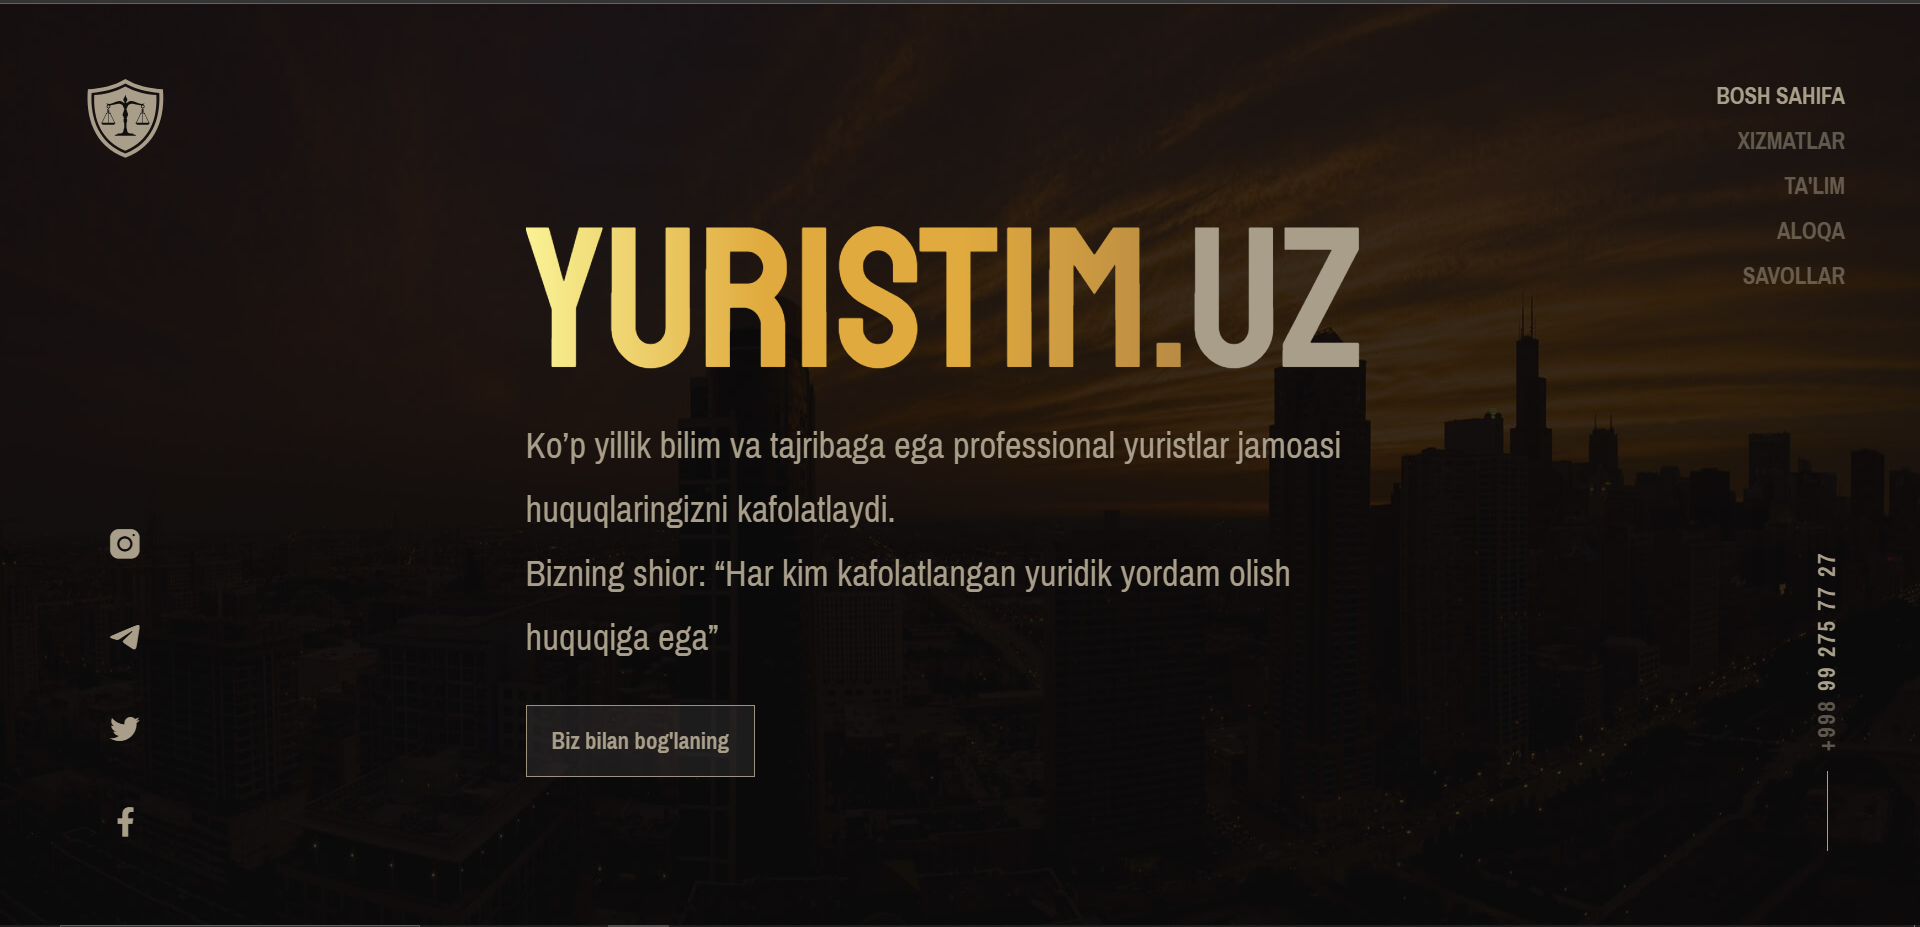 BOSH SAHIFA
XIZMATLAR
TA'LIM
ALOQA
SAVOLLAR
YURISTIM.UZ
Ko’p yillik bilim va tajribaga ega professional yuristlar jamoasi
huquqlaringizni kafolatlaydi.
Bizning shior: “Har kim kafolatlangan yuridik yordam olish
huquqiga ega”
Biz bilan bog'laning
+998 99 275 77 27